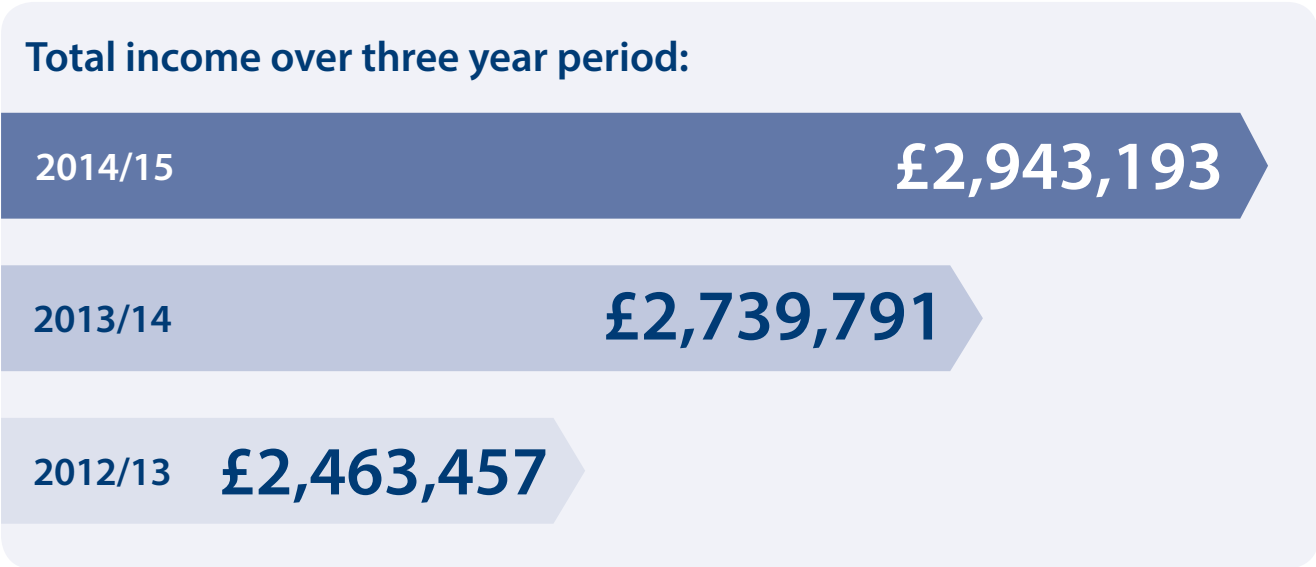 Total income over three year period:
2014/15 £2,943,193
2013/14 £2,739,791
2012/13 £2,463,457